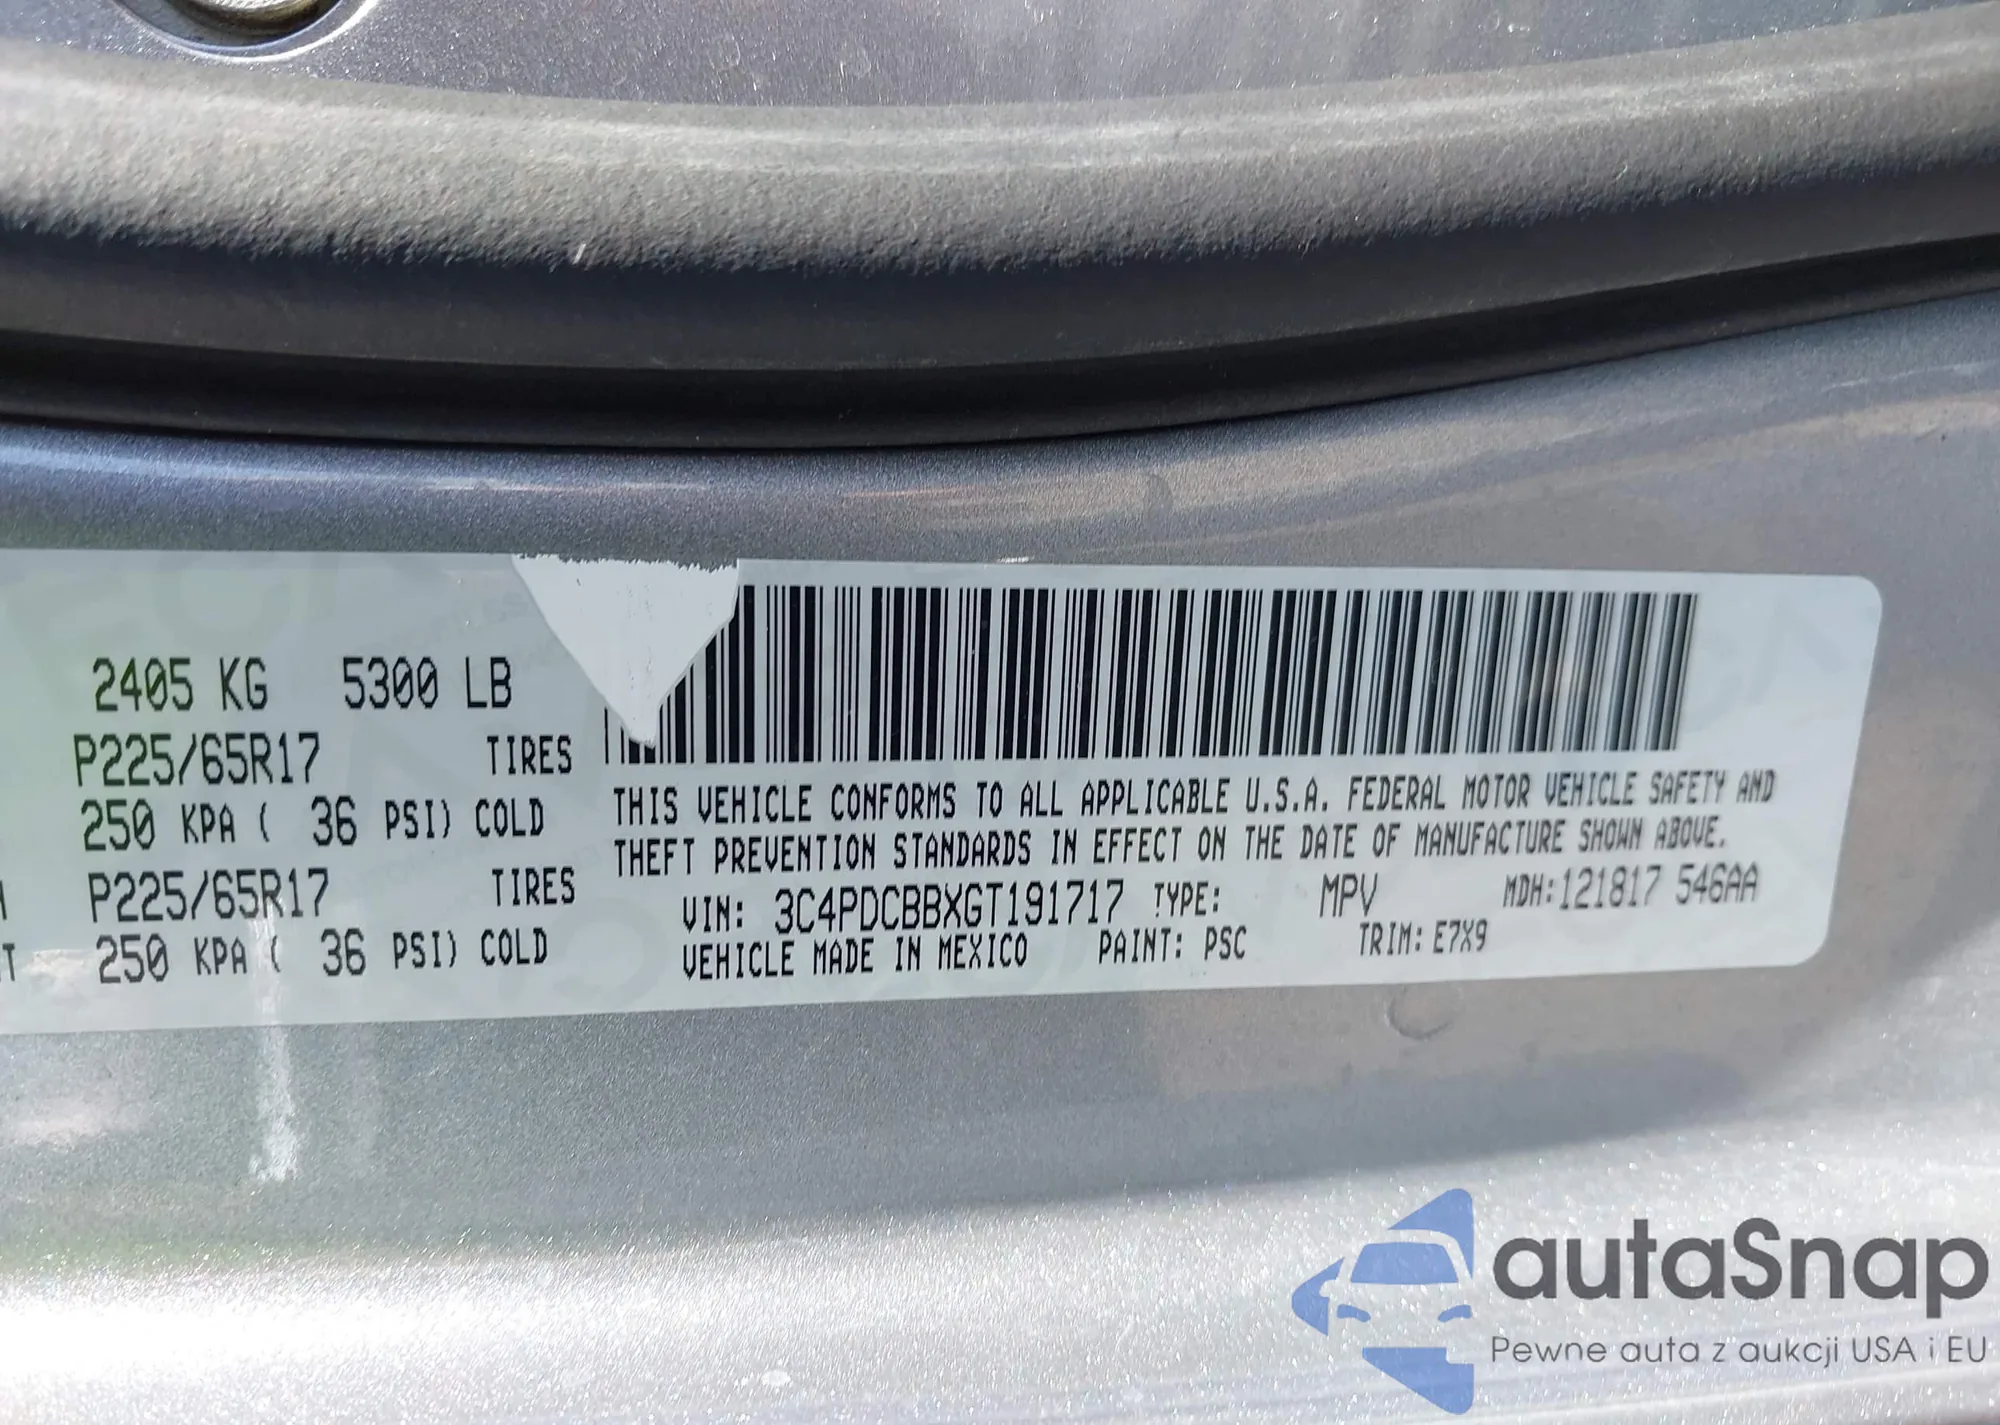 2405 KG 5300 LB
P225/65R17 TIRES
250 KPA ( 36 PSI) COLD
P225/65R17 TIRES
250 KPA ( 36 PSI) COLD
THIS VEHICLE CONFORMS TO ALL APPLICABLE U.S.A. FEDERAL MOTOR VEHICLE SAFETY AND
THEFT PREVENTION STANDARDS IN EFFECT ON THE DATE OF MANUFACTURE SHOWN ABOVE.
VIN: 3C4PDCBBXGT191717 TYPE: MPV MDH:121817 546AA
VEHICLE MADE IN MEXICO PAINT: PSC TRIM: E7X9
autaSnap
Pewne auta z aukcji USA i EU